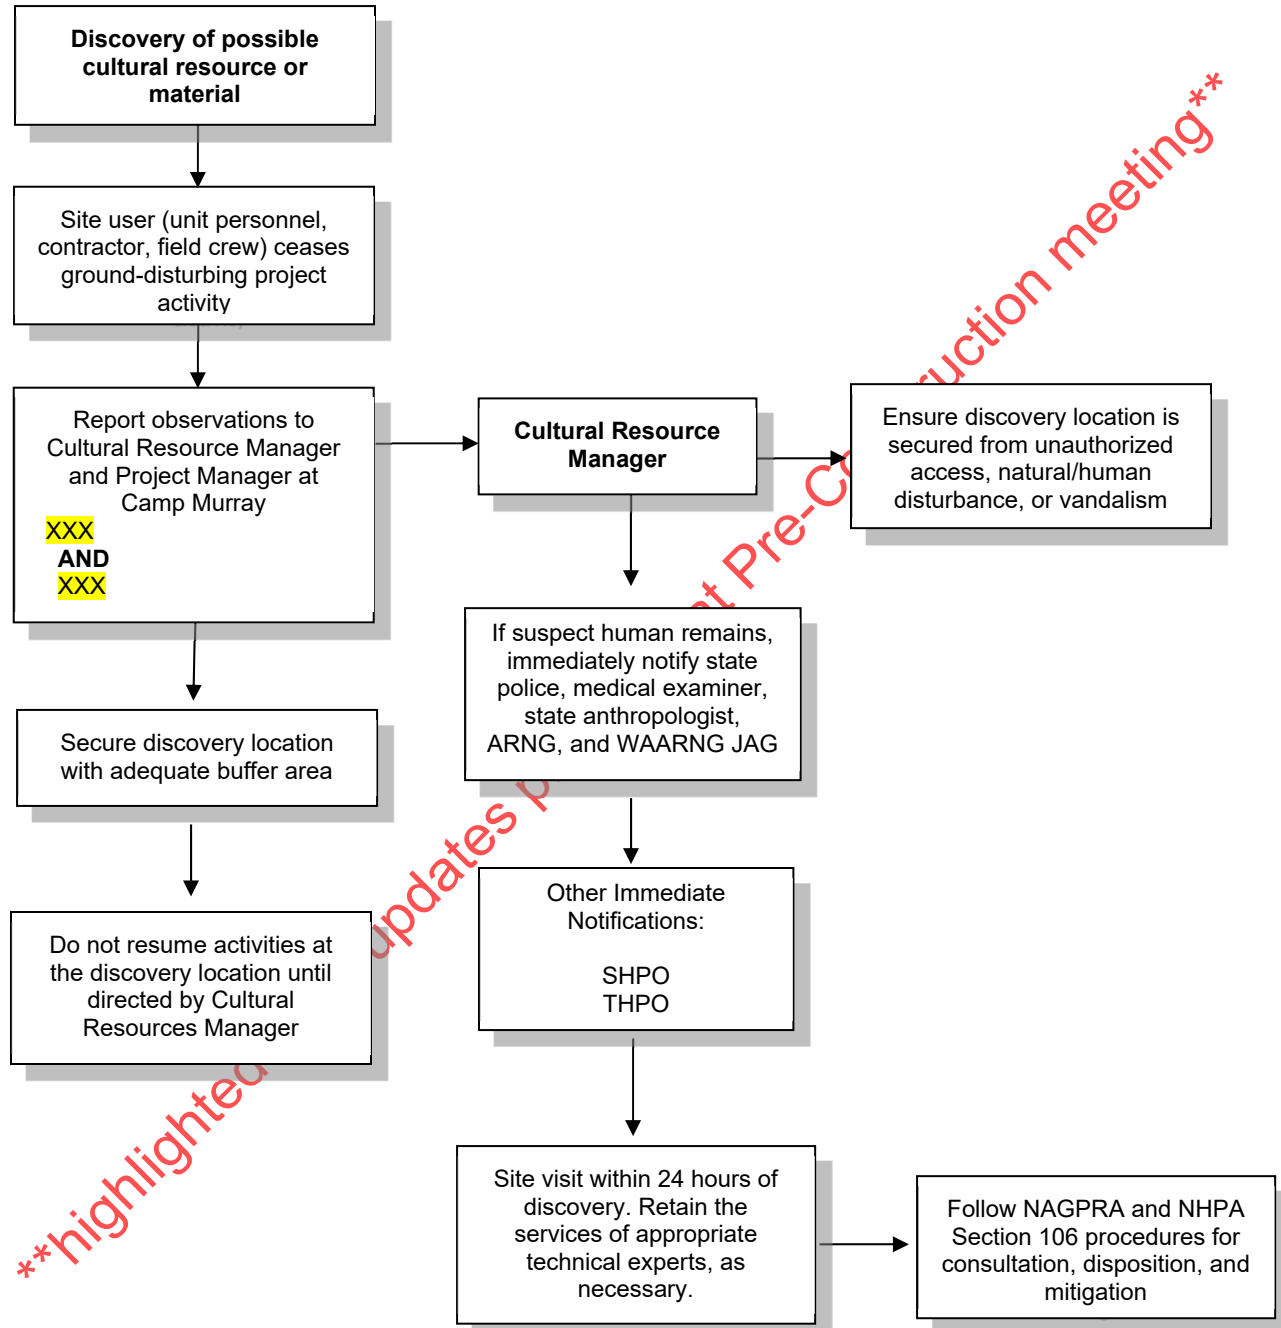 Discovery of possible
cultural resource or
material
Site user (unit personnel,
contractor, field crew) ceases
ground-disturbing project
activity
Report observations to
Cultural Resource Manager
and Project Manager at
Camp Murray
XXX
AND
XXX
Secure discovery location
with adequate buffer area
Do not resume activities at
the discovery location until
directed by Cultural
Resources Manager
Cultural Resource
Manager
Ensure discovery location is
secured from unauthorized
access, natural/human
disturbance, or vandalism
If suspect human remains,
immediately notify state
police, medical examiner,
state anthropologist,
ARNG, and WAARNG JAG
Other Immediate
Notifications:
SHPO
THPO
Site visit within 24 hours of
discovery. Retain the
services of appropriate
technical experts, as
necessary.
Follow NAGPRA and NHPA
Section 106 procedures for
consultation, disposition, and
mitigation
**highlighted updates at meeting**